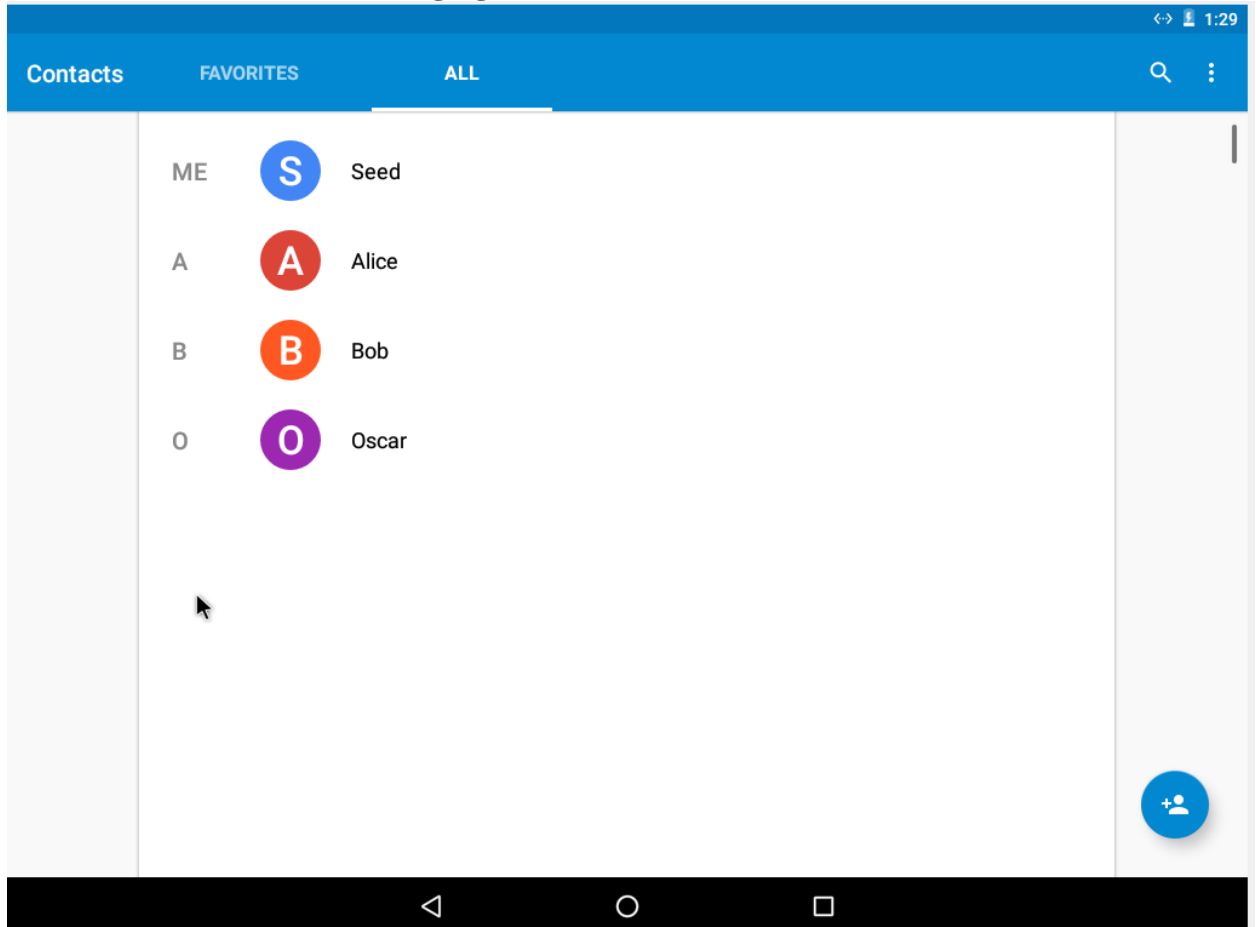 1:29
Contacts FAVORITES ALL
ME S Seed
A A Alice
B B Bob
O O Oscar